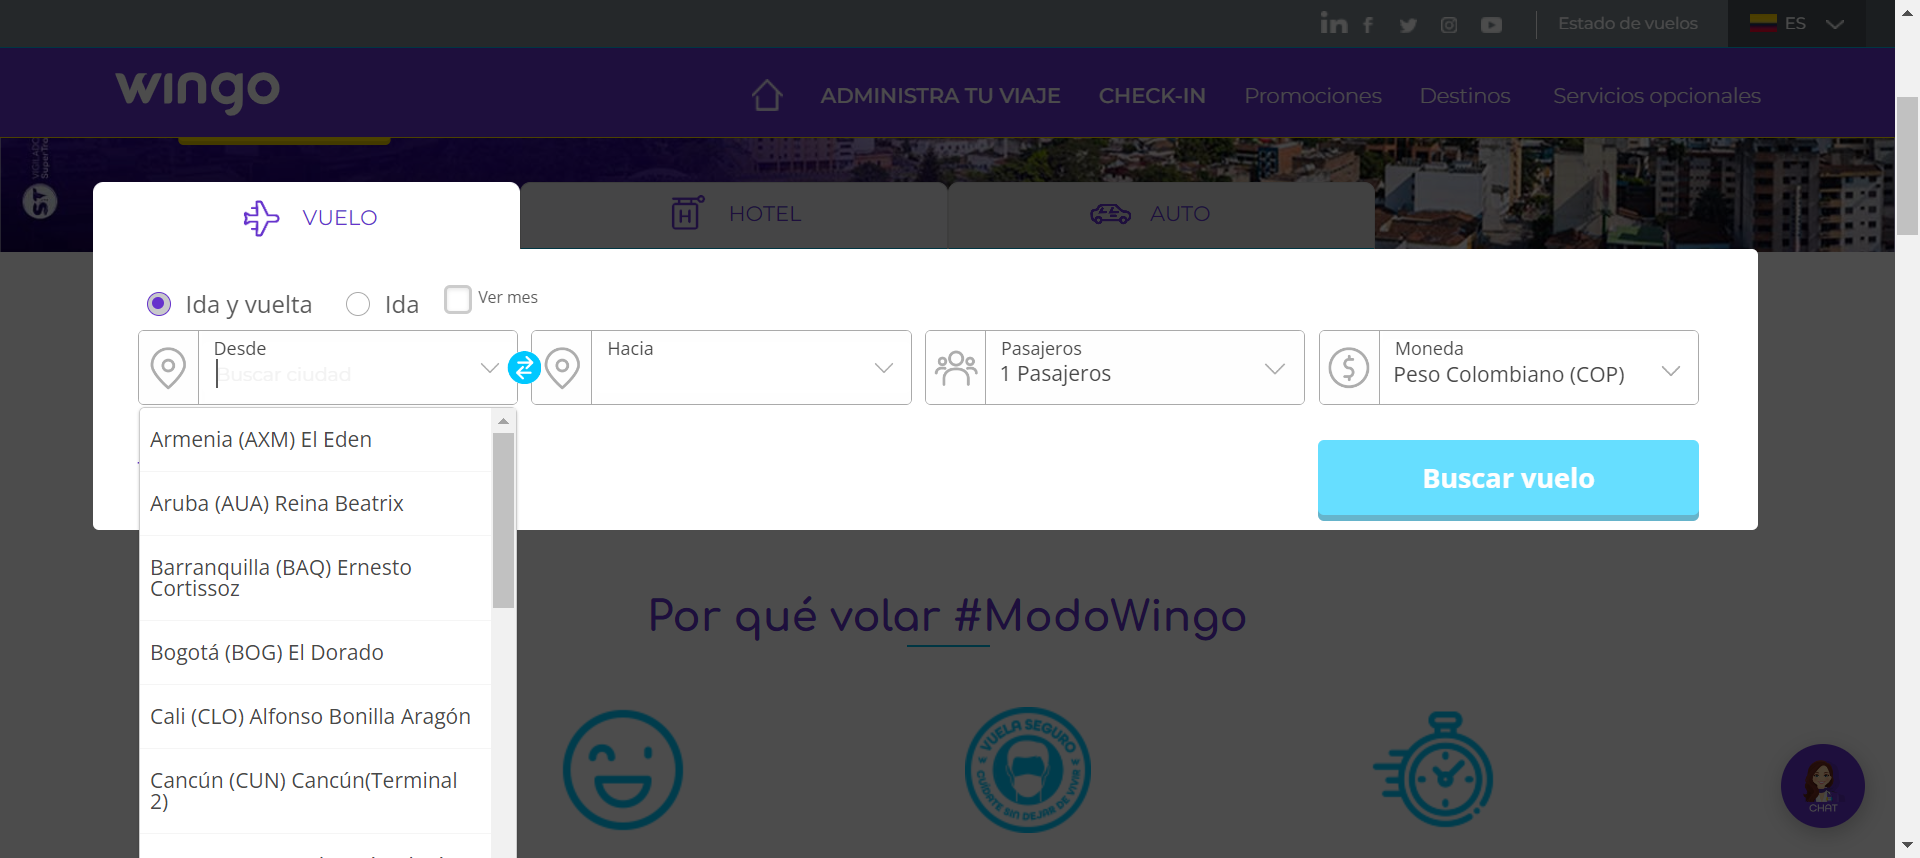 Estado de vuelos
ES
wingo
ADMINISTRA TU VIAJE
CHECK-IN
Promociones
Destinos
Servicios opcionales
VIGILADO
SuperTra
ST
VUELO
HOTEL
AUTO
Ida y vuelta
Ida
Ver mes
Desde
Buscar ciudad
Hacia
Pasajeros
1 Pasajeros
Moneda
Peso Colombiano (COP)
Armenia (AXM) El Eden
Aruba (AUA) Reina Beatrix
Barranquilla (BAQ) Ernesto
Cortissoz
Bogotá (BOG) El Dorado
Cali (CLO) Alfonso Bonilla Aragón
Cancún (CUN) Cancún(Terminal
2)
Buscar vuelo
Por qué volar #ModoWingo
VUELA SEGURO
CUÍDATE SIN DEJAR DE VIVIR
CHAT